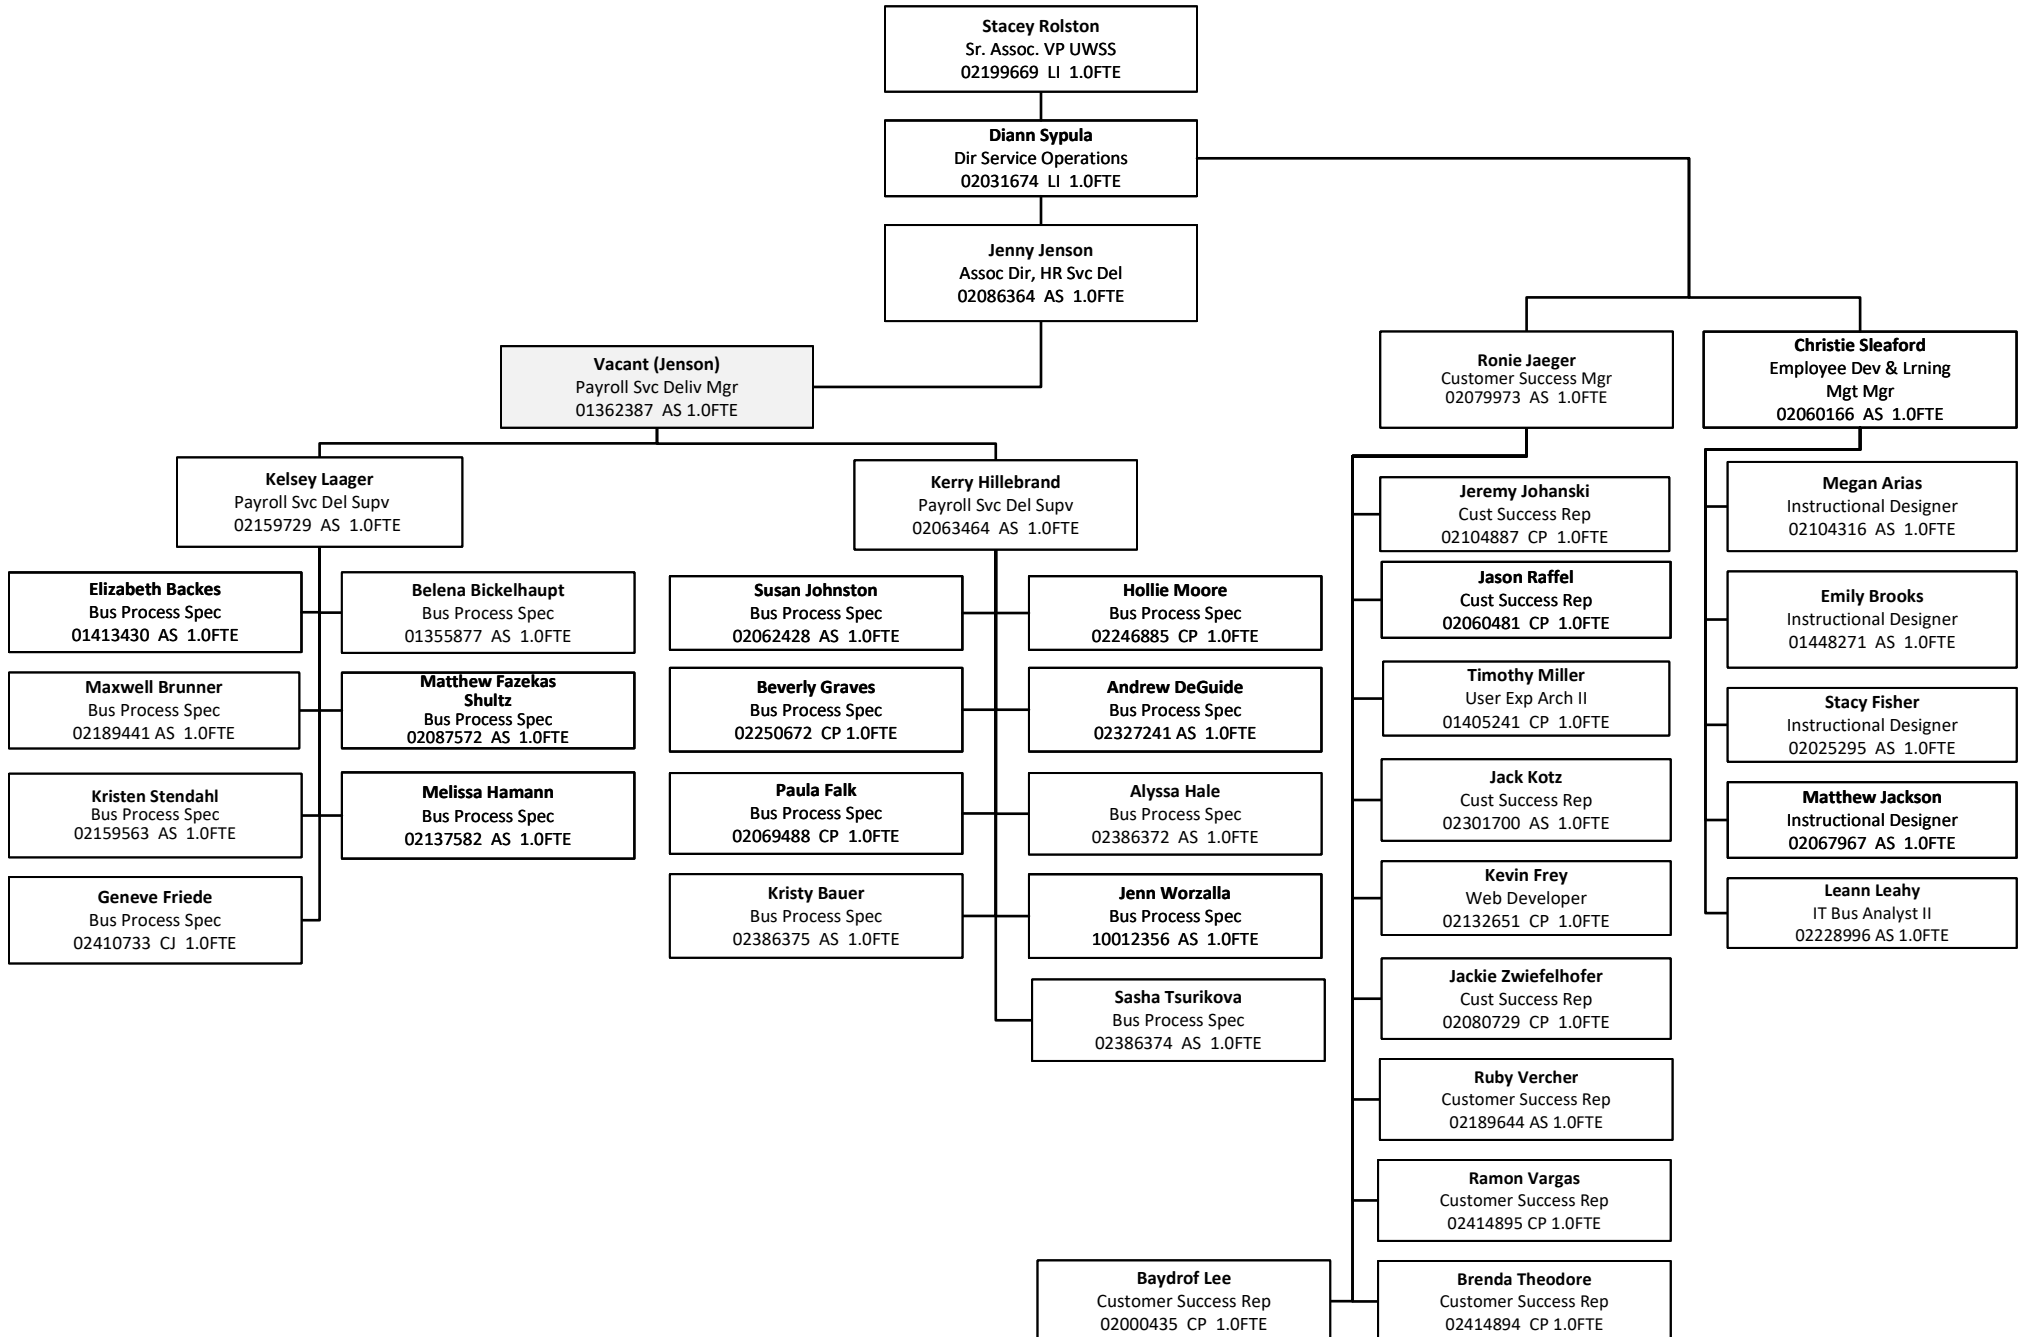 Stacey Rolston
Sr. Assoc. VP UWSS
02199669 LI 1.0FTE
Diann Sypula
Dir Service Operations
02031674 LI 1.0FTE
Jenny Jenson
Assoc Dir, HR Svc Del
02086364 AS 1.0FTE
Vacant (Jenson)
Payroll Svc Deliv Mgr
01362387 AS 1.0FTE
Ronie Jaeger
Customer Success Mgr
02079973 AS 1.0FTE
Christie Sleaford
Employee Dev & Lrning
Mgt Mgr
02060166 AS 1.0FTE
Kelsey Laager
Payroll Svc Del Supv
02159729 AS 1.0FTE
Kerry Hillebrand
Payroll Svc Del Supv
02063464 AS 1.0FTE
Elizabeth Backes
Bus Process Spec
01413430 AS 1.0FTE
Belena Bickelhaupt
Bus Process Spec
01355877 AS 1.0FTE
Maxwell Brunner
Bus Process Spec
02189441 AS 1.0FTE
Matthew Fazekas
Shultz
Bus Process Spec
02087572 AS 1.0FTE
Kristen Stendahl
Bus Process Spec
02159563 AS 1.0FTE
Melissa Hamann
Bus Process Spec
02137582 AS 1.0FTE
Geneve Friede
Bus Process Spec
02410733 CJ 1.0FTE
Susan Johnston
Bus Process Spec
02062428 AS 1.0FTE
Hollie Moore
Bus Process Spec
02246885 CP 1.0FTE
Beverly Graves
Bus Process Spec
02250672 CP 1.0FTE
Andrew DeGuide
Bus Process Spec
02327241 AS 1.0FTE
Paula Falk
Bus Process Spec
02069488 CP 1.0FTE
Alyssa Hale
Bus Process Spec
02386372 AS 1.0FTE
Kristy Bauer
Bus Process Spec
02386375 AS 1.0FTE
Jenn Worzalla
Bus Process Spec
10012356 AS 1.0FTE
Sasha Tsurikova
Bus Process Spec
02386374 AS 1.0FTE
Jeremy Johanski
Cust Success Rep
02104887 CP 1.0FTE
Jason Raffel
Cust Success Rep
02060481 CP 1.0FTE
Timothy Miller
User Exp Arch II
01405241 CP 1.0FTE
Jack Kotz
Cust Success Rep
02301700 AS 1.0FTE
Kevin Frey
Web Developer
02132651 CP 1.0FTE
Jackie Zwiefelhofer
Cust Success Rep
02080729 CP 1.0FTE
Ruby Vercher
Customer Success Rep
02189644 AS 1.0FTE
Ramon Vargas
Customer Success Rep
02414895 CP 1.0FTE
Baydrof Lee
Customer Success Rep
02000435 CP 1.0FTE
Brenda Theodore
Customer Success Rep
02414894 CP 1.0FTE
Megan Arias
Instructional Designer
02104316 AS 1.0FTE
Emily Brooks
Instructional Designer
01448271 AS 1.0FTE
Stacy Fisher
Instructional Designer
02025295 AS 1.0FTE
Matthew Jackson
Instructional Designer
02067967 AS 1.0FTE
Leann Leahy
IT Bus Analyst II
02228996 AS 1.0FTE